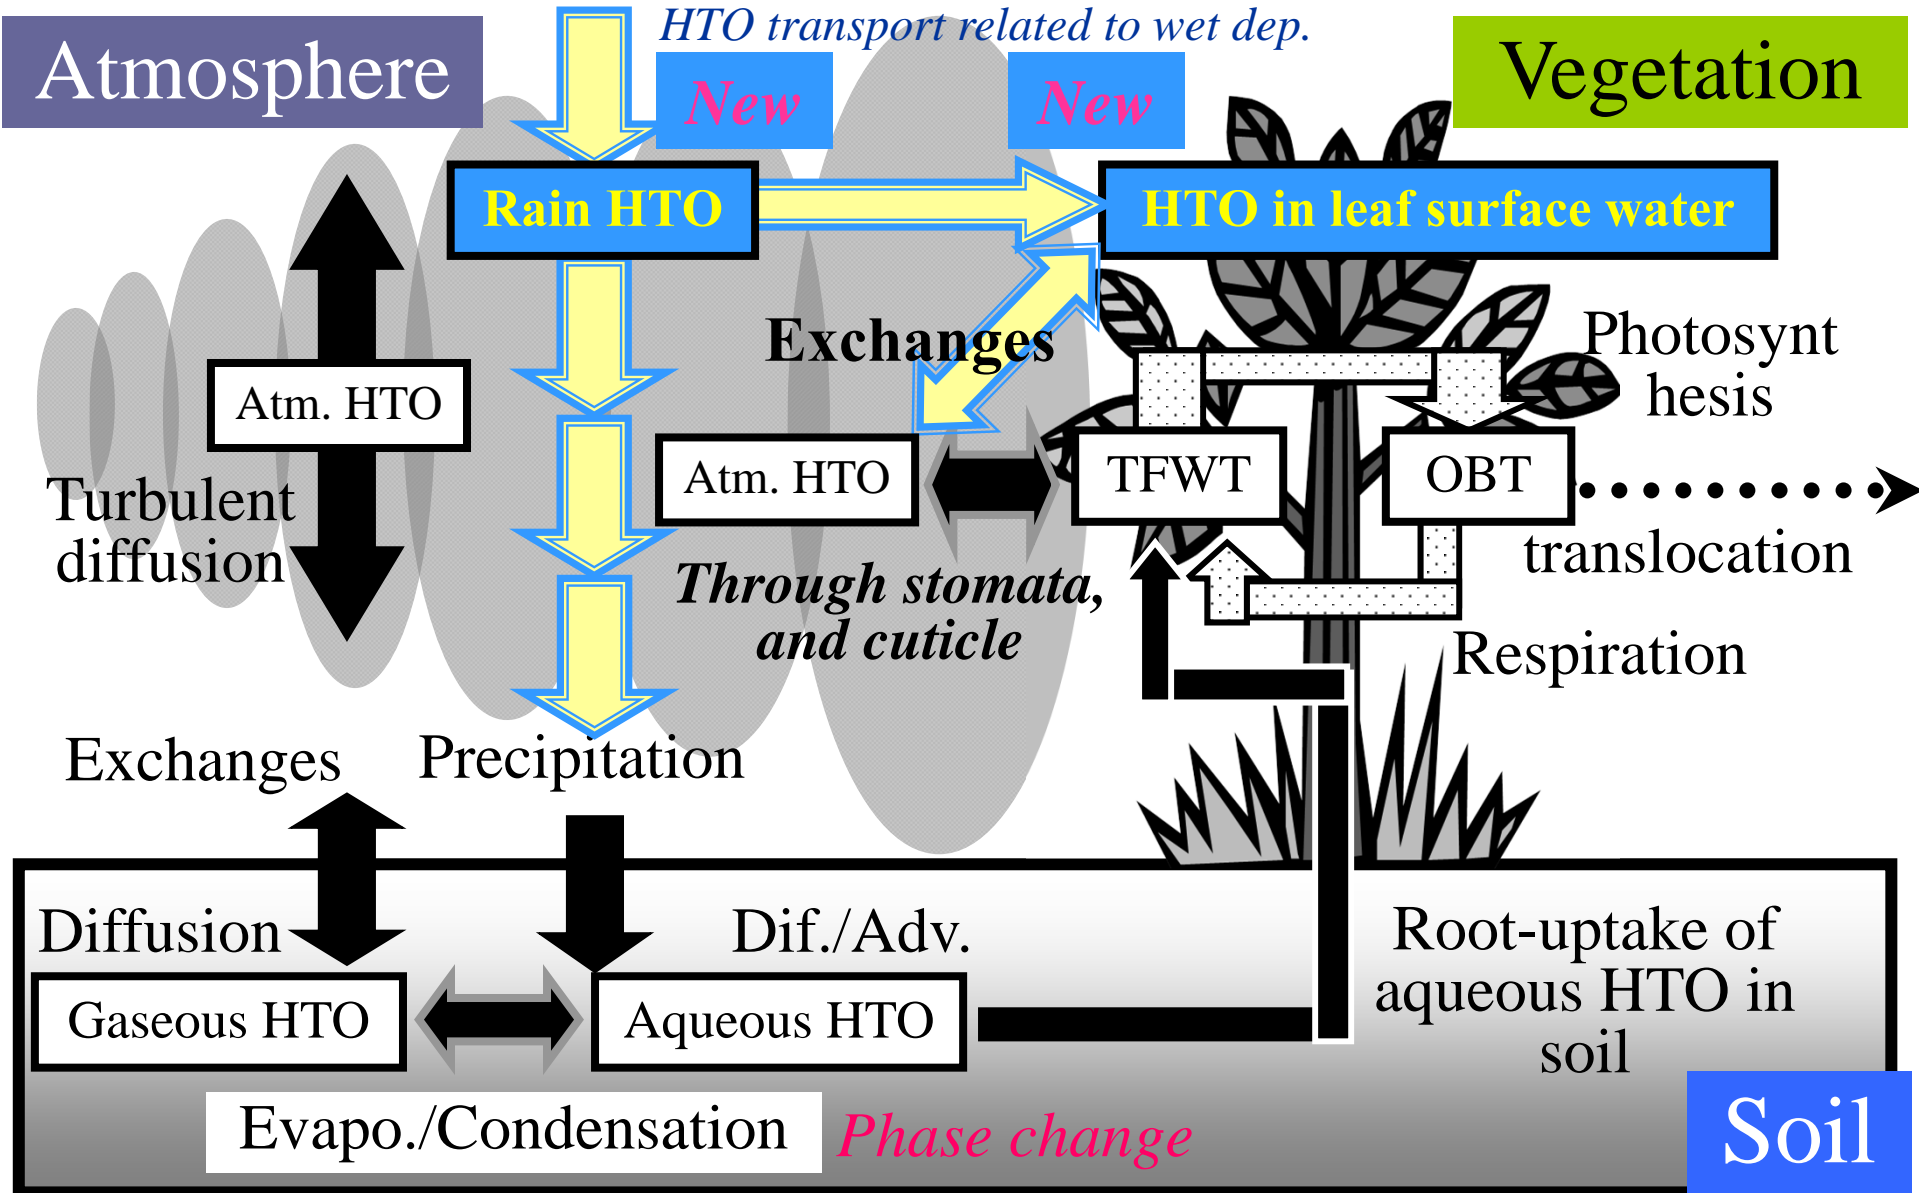 HTO transport related to wet dep.
Atmosphere
Vegetation
New
New
Rain HTO
HTO in leaf surface water
Exchanges
Photosynt
hesis
Atm. HTO
Atm. HTO
TFWT
OBT
Turbulent
diffusion
translocation
Through stomata,
and cuticle
Respiration
Exchanges
Precipitation
Diffusion
Dif./Adv.
Root-uptake of
aqueous HTO in
soil
Gaseous HTO
Aqueous HTO
Evapo./Condensation
Phase change
Soil